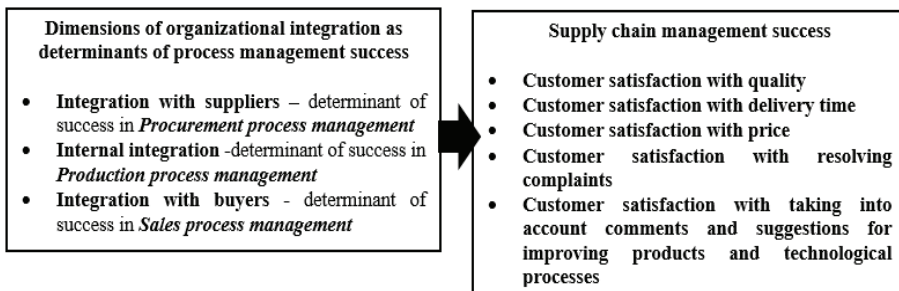 Dimensions of organizational integration as
determinants of process management success
• Integration with suppliers – determinant of
success in Procurement process management
• Internal integration -determinant of success in
Production process management
• Integration with buyers - determinant of
success in Sales process management
Supply chain management success
• Customer satisfaction with quality
• Customer satisfaction with delivery time
• Customer satisfaction with price
• Customer satisfaction with resolving
complaints
• Customer satisfaction with taking into
account comments and suggestions for
improving products and technological
processes